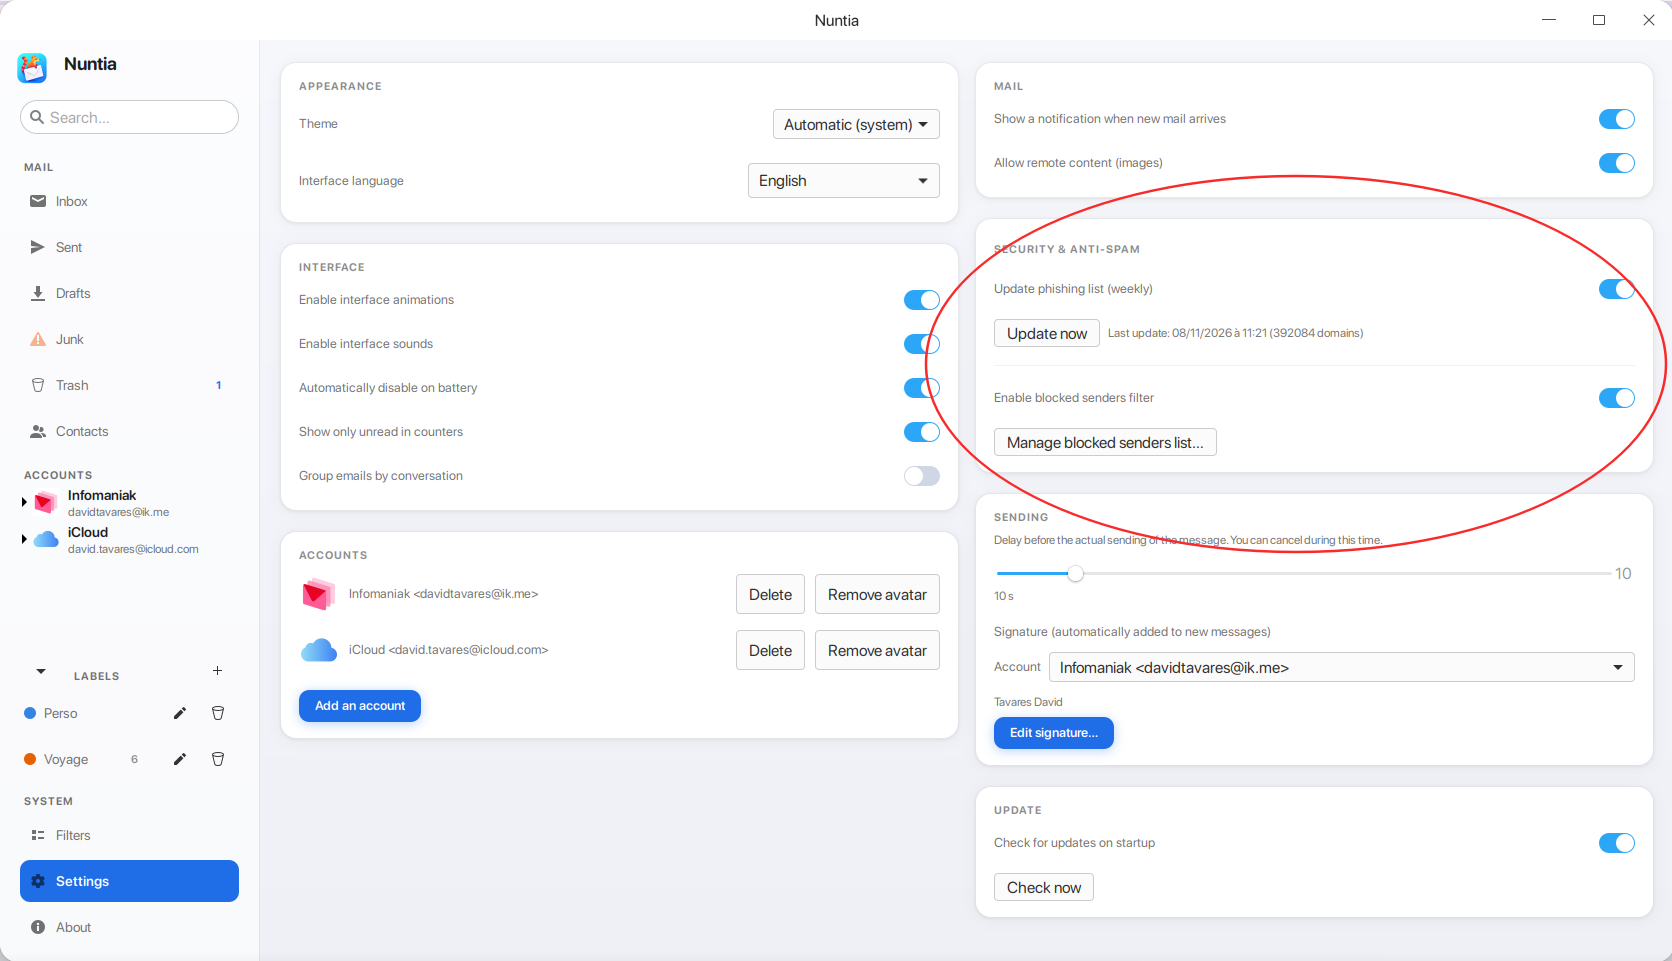 Nuntia
Nuntia
Search...
MAIL
Inbox
Sent
Drafts
Junk
Trash 1
Contacts
ACCOUNTS
Infomaniak
davidtavares@ik.me
iCloud
david.tavares@icloud.com
LABELS +
Perso
Voyage 6
SYSTEM
Filters
Settings
About
APPEARANCE
Theme Automatic (system)
Interface language English
INTERFACE
Enable interface animations
Enable interface sounds
Automatically disable on battery
Show only unread in counters
Group emails by conversation
ACCOUNTS
Infomaniak <davidtavares@ik.me> Delete Remove avatar
iCloud <david.tavares@icloud.com> Delete Remove avatar
Add an account
MAIL
Show a notification when new mail arrives
Allow remote content (images)
SECURITY & ANTI-SPAM
Update phishing list (weekly)
Update now Last update: 08/11/2026 à 11:21 (392084 domains)
Enable blocked senders filter
Manage blocked senders list...
SENDING
Delay before the actual sending of the message. You can cancel during this time.
10
10 s
Signature (automatically added to new messages)
Account Infomaniak <davidtavares@ik.me>
Tavares David
Edit signature...
UPDATE
Check for updates on startup
Check now